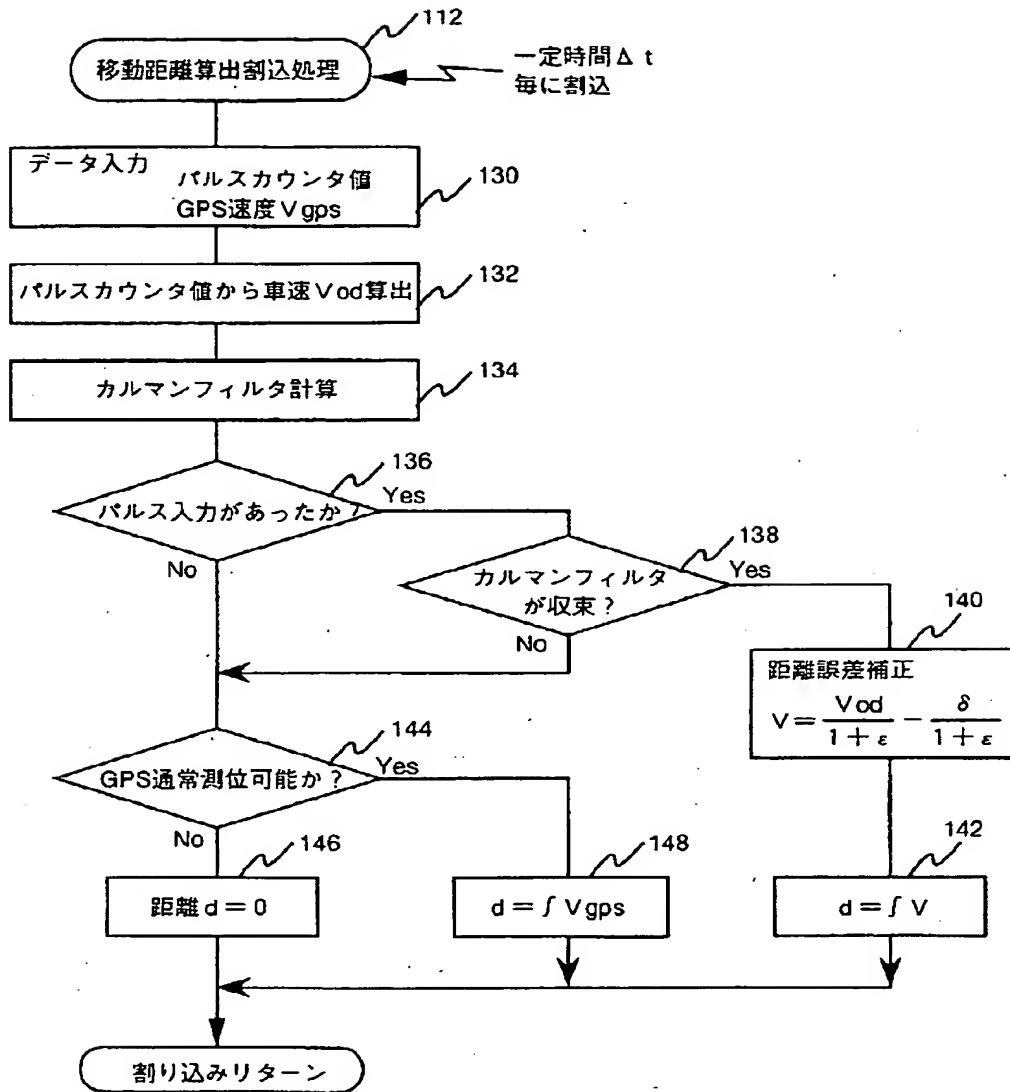 112
移動距離算出割込処理
一定時間Δt
毎に割込
データ入力
パルスカウンタ値
GPS速度Vgps
130
パルスカウンタ値から車速Vod算出
132
カルマンフィルタ計算
134
136
パルス入力があったか?
Yes
No
138
カルマンフィルタ
が収束?
Yes
No
140
距離誤差補正
V=Vod/1+ε-δ/1+ε
144
GPS通常測位可能か?
Yes
No
146
距離d=0
148
d=∫Vgps
142
d=∫V
割り込みリターン